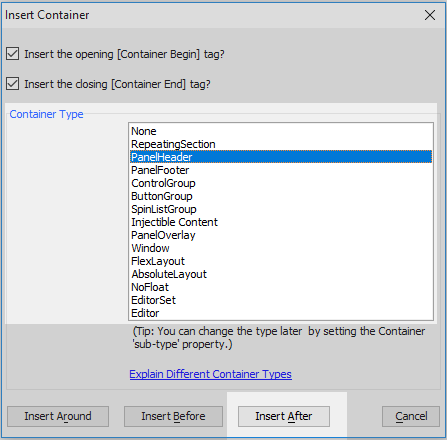 Insert Container
Insert the opening [Container Begin] tag?
Insert the closing [Container End] tag?
Container Type
None
RepeatingSection
PanelHeader
PanelFooter
ControlGroup
ButtonGroup
SpinListGroup
Injectible Content
PanelOverlay
Window
FlexLayout
AbsoluteLayout
NoFloat
EditorSet
Editor
(Tip: You can change the type later by setting the Container
'sub-type' property.)
Explain Different Container Types
Insert Around Insert Before Insert After Cancel